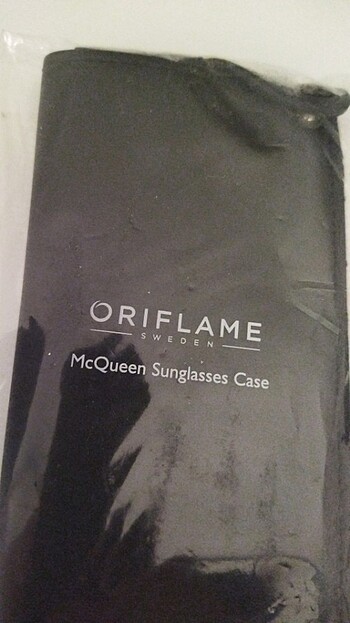 ORIFLAME
SWEDEN
McQueen Sunglasses Case